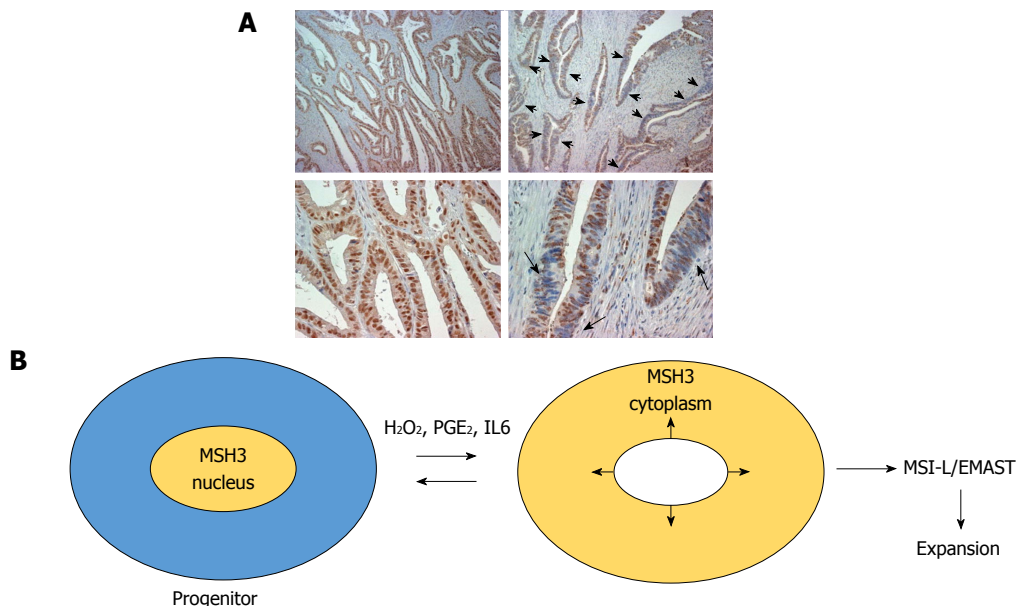 A
B
MSH3
nucleus
Progenitor
H₂O₂, PGE₂, IL6
MSH3
cytoplasm
MSI-L/EMAST
Expansion